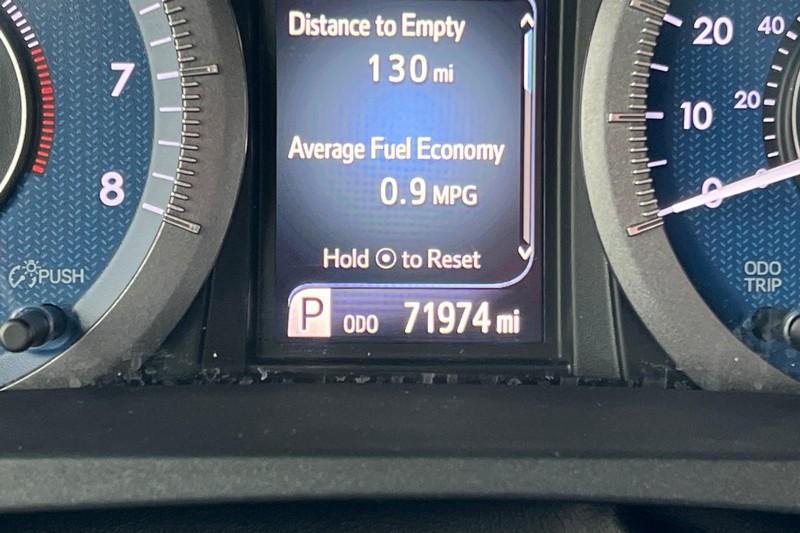 Distance to Empty
130 mi
Average Fuel Economy
0.9 MPG
Hold to Reset
P ODO 71974 mi
7
8
PUSH
20
10
0
40
20
ODO
TRIP